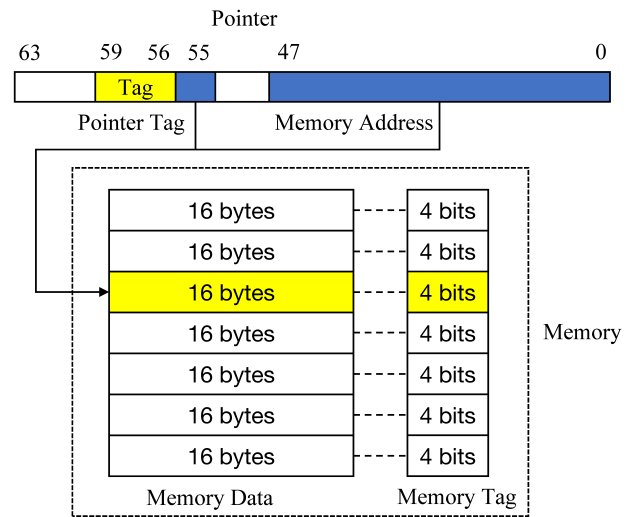 Pointer
63 59 56 55 47 0
Tag
Pointer Tag Memory Address
16 bytes 4 bits
16 bytes 4 bits
16 bytes 4 bits
16 bytes 4 bits
16 bytes 4 bits
16 bytes 4 bits
16 bytes 4 bits
Memory
Memory Data Memory Tag